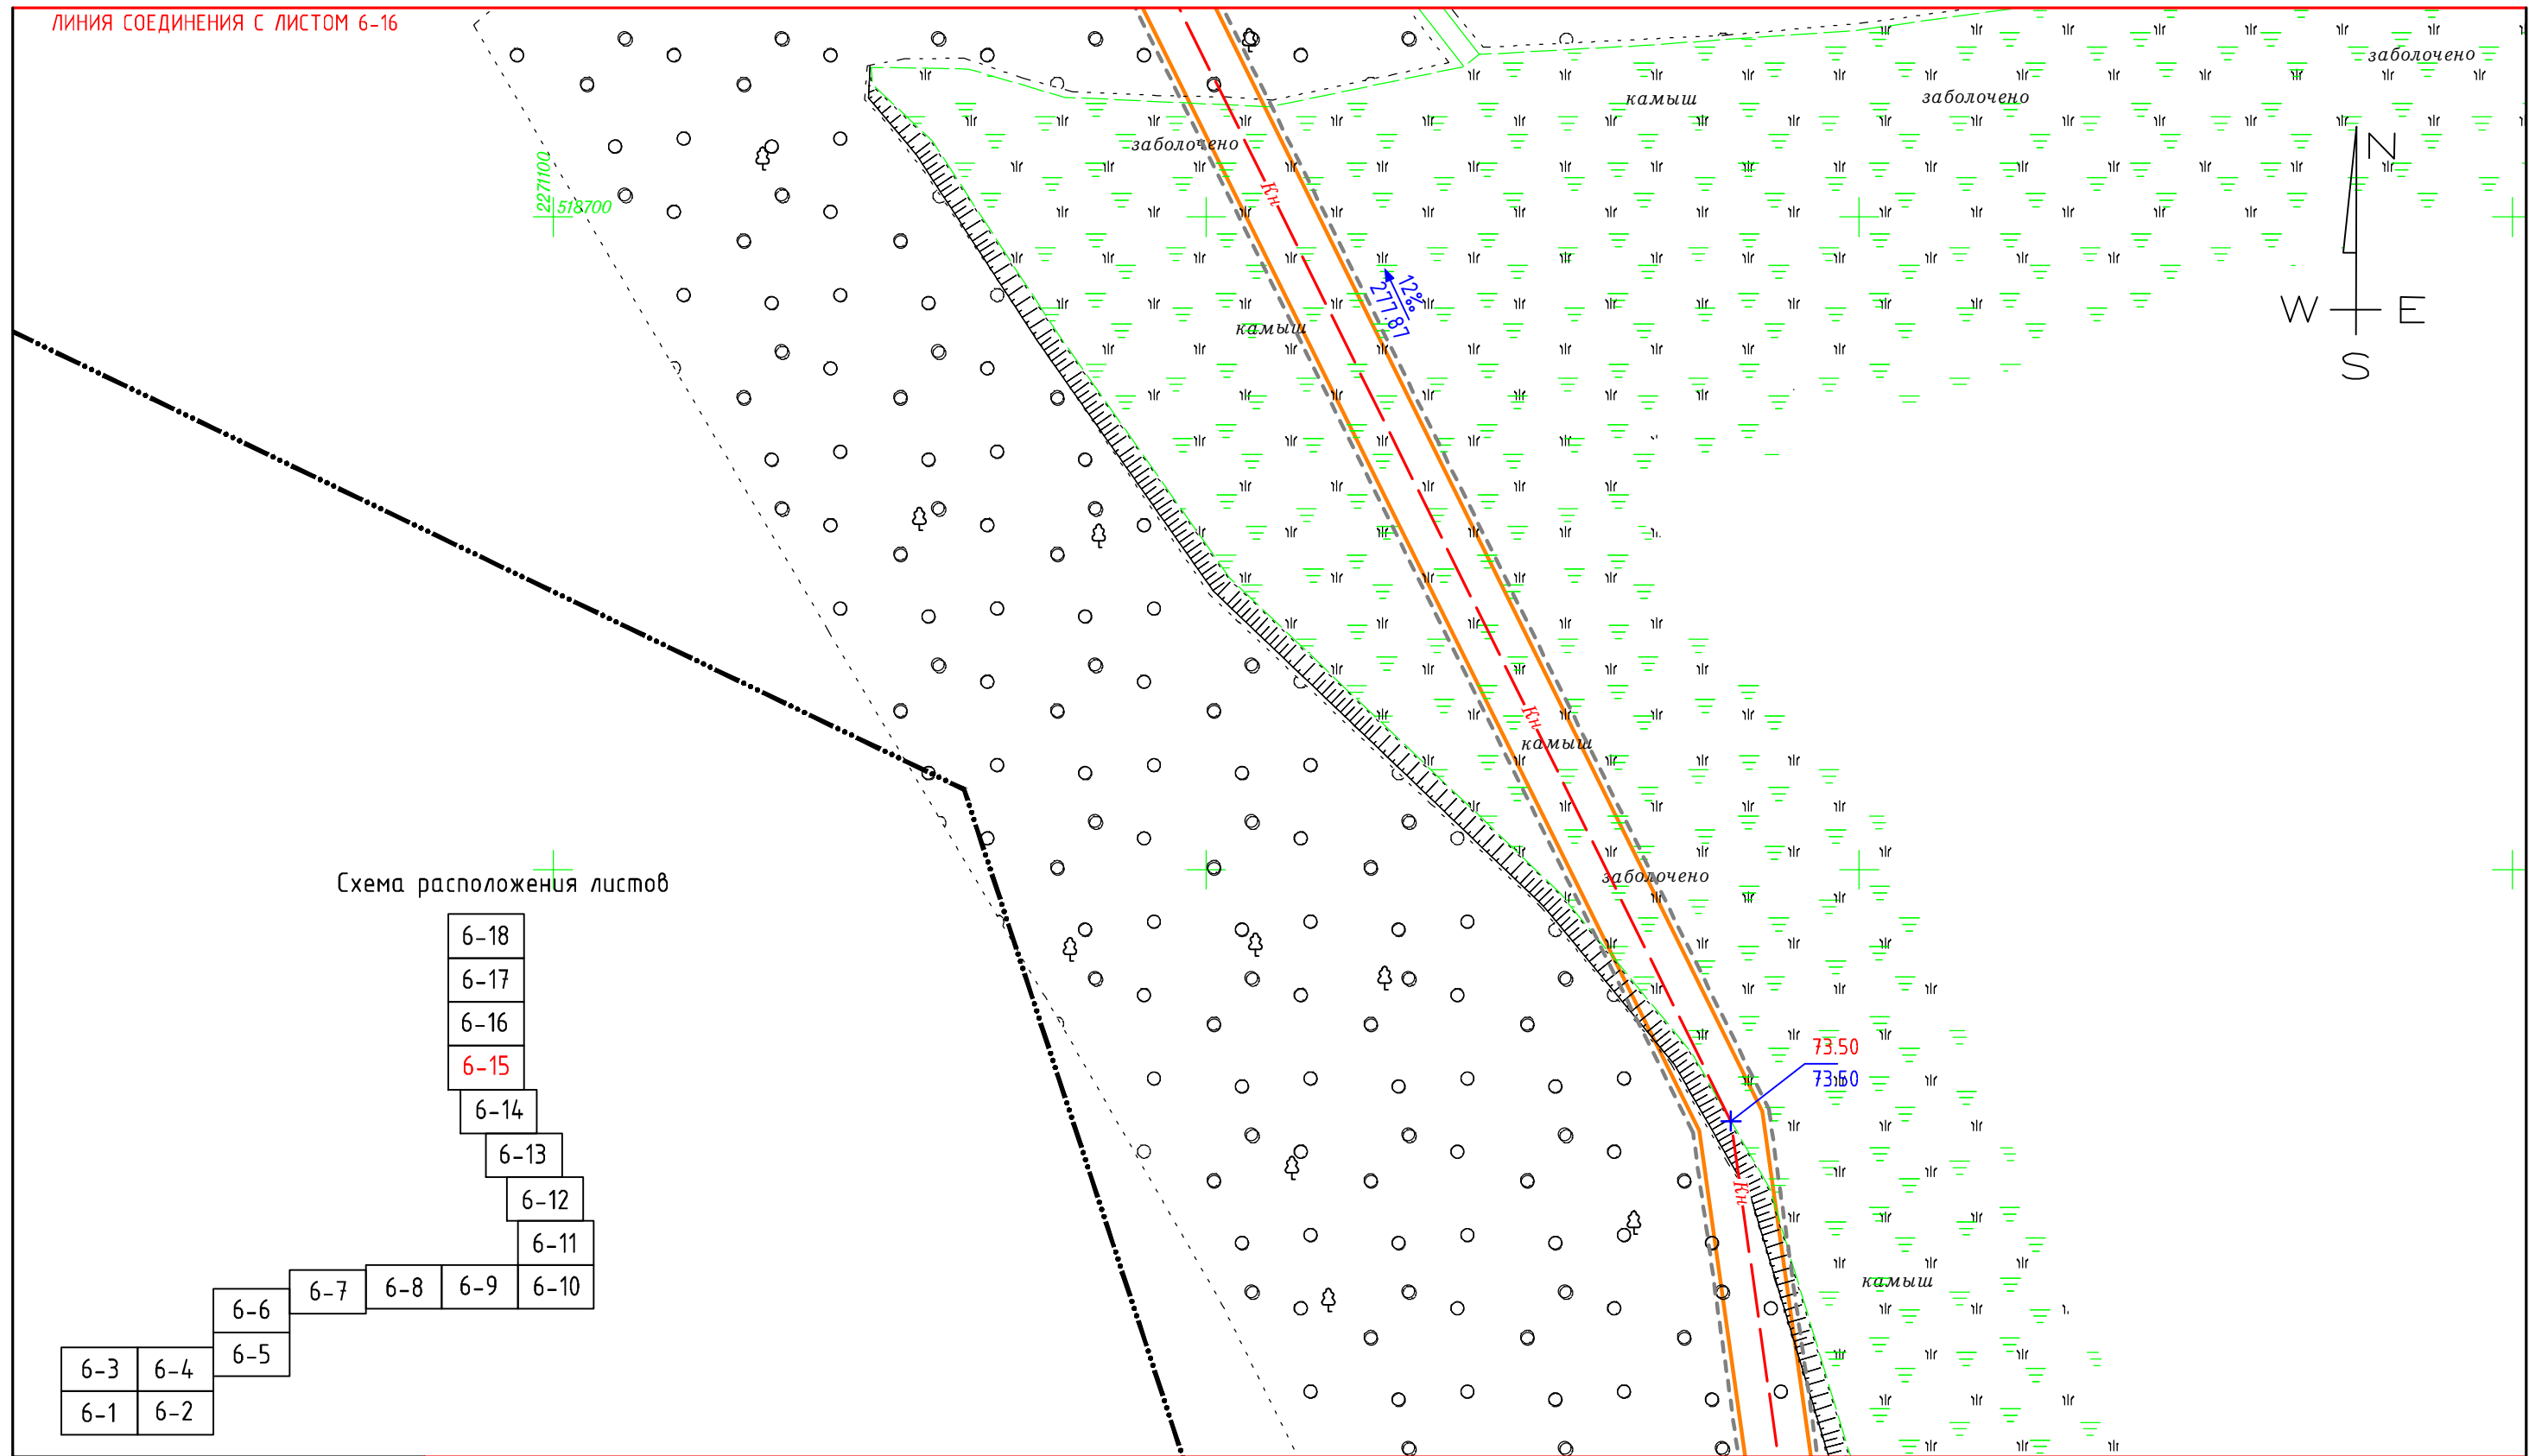 ЛИНИЯ СОЕДИНЕНИЯ С ЛИСТОМ 6-16
заболочено
камыш
заболочено
заболочено
N
2271100
518700
Кн
12‰
277.87
W
E
S
камыш
Кн
камыш
заболочено
Схема расположения листов
6-18
6-17
6-16
6-15
6-14
6-13
6-12
6-11
6-10
6-9
6-8
6-7
6-6
6-5
6-3
6-4
6-1
6-2
73.50
73.50
Кн
камыш